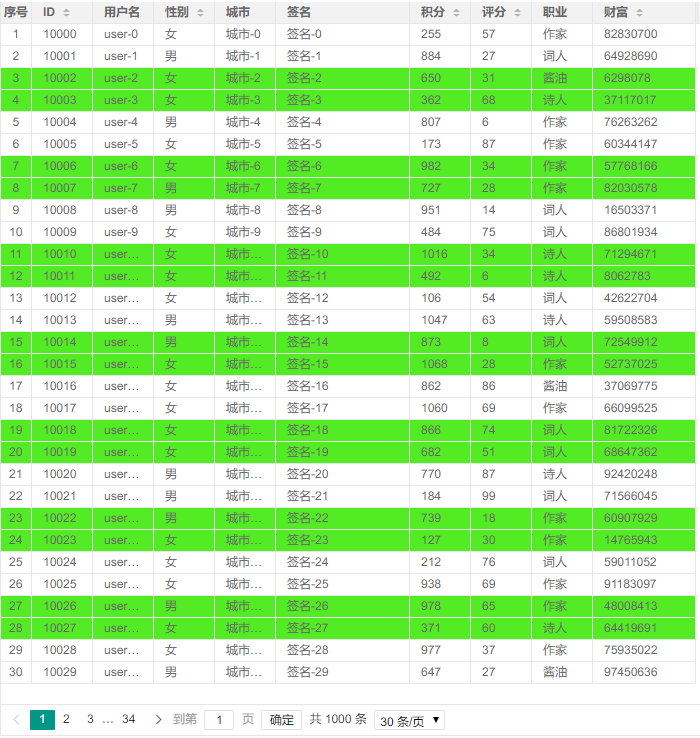 序号 ID 用户名 性别 城市 签名 积分 评分 职业 财富
1 10000 user-0 女 城市-0 签名-0 255 57 作家 82830700
2 10001 user-1 男 城市-1 签名-1 884 27 词人 64928690
3 10002 user-2 女 城市-2 签名-2 650 31 酱油 6298078
4 10003 user-3 女 城市-3 签名-3 362 68 诗人 37117017
5 10004 user-4 男 城市-4 签名-4 807 6 作家 76263262
6 10005 user-5 女 城市-5 签名-5 173 87 作家 60344147
7 10006 user-6 女 城市-6 签名-6 982 34 作家 57768166
8 10007 user-7 男 城市-7 签名-7 727 28 作家 82030578
9 10008 user-8 男 城市-8 签名-8 951 14 词人 16503371
10 10009 user-9 女 城市-9 签名-9 484 75 词人 86801934
11 10010 user... 女 城市... 签名-10 1016 34 诗人 71294671
12 10011 user... 女 城市... 签名-11 492 6 诗人 8062783
13 10012 user... 女 城市... 签名-12 106 54 词人 42622704
14 10013 user... 男 城市... 签名-13 1047 63 诗人 59508583
15 10014 user... 男 城市... 签名-14 873 8 词人 72549912
16 10015 user... 女 城市... 签名-15 1068 28 作家 52737025
17 10016 user... 女 城市... 签名-16 862 86 酱油 37069775
18 10017 user... 女 城市... 签名-17 1060 69 作家 66099525
19 10018 user... 女 城市... 签名-18 866 74 词人 81722326
20 10019 user... 女 城市... 签名-19 682 51 词人 68647362
21 10020 user... 男 城市... 签名-20 770 87 诗人 92420248
22 10021 user... 男 城市... 签名-21 184 99 词人 71566045
23 10022 user... 男 城市... 签名-22 739 18 作家 60907929
24 10023 user... 女 城市... 签名-23 127 30 作家 14765943
25 10024 user... 女 城市... 签名-24 212 76 词人 59011052
26 10025 user... 女 城市... 签名-25 938 69 作家 91183097
27 10026 user... 男 城市... 签名-26 978 65 作家 48008413
28 10027 user... 女 城市... 签名-27 371 60 诗人 64419691
29 10028 user... 女 城市... 签名-28 977 37 作家 75935022
30 10029 user... 男 城市... 签名-29 647 27 酱油 97450636
1 2 3 ... 34 到第 1 页 确定 共 1000 条 30 条/页